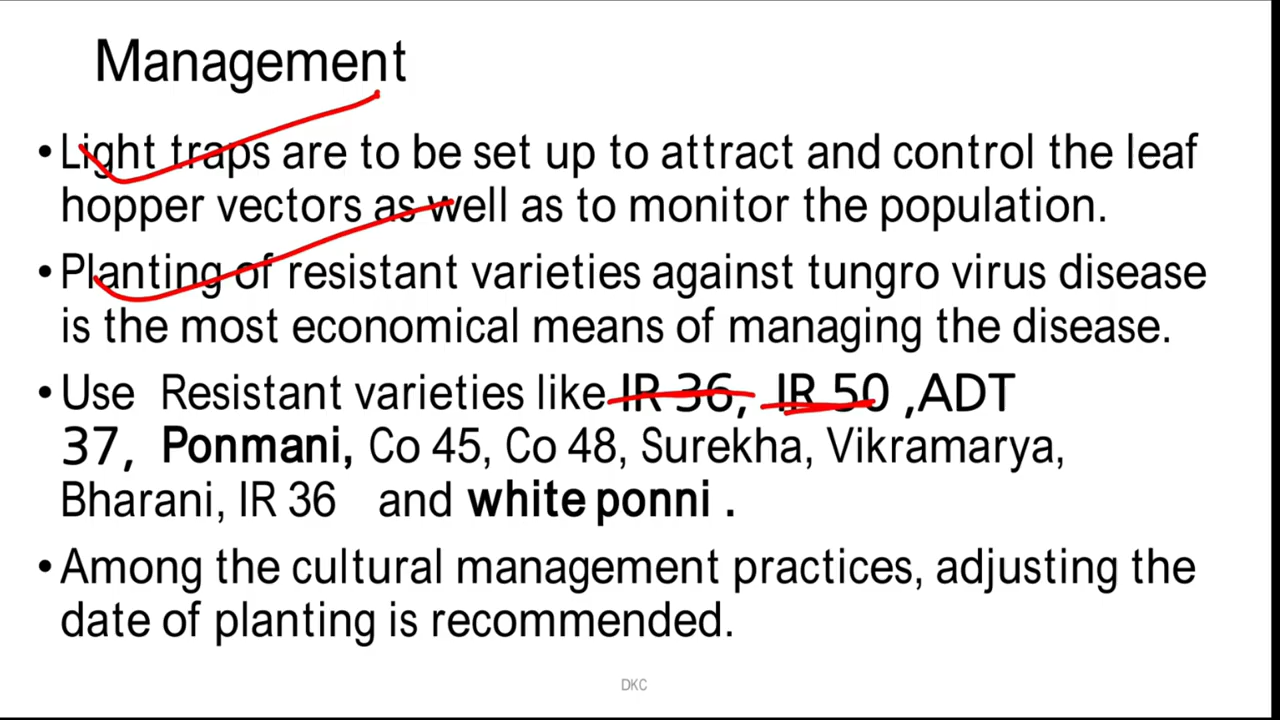 Management
•Light traps are to be set up to attract and control the leaf
hopper vectors as well as to monitor the population.
•Planting of resistant varieties against tungro virus disease
is the most economical means of managing the disease.
•Use Resistant varieties like IR 36, IR 50 ,ADT
37, Ponmani, Co 45, Co 48, Surekha, Vikramarya,
Bharani, IR 36 and white ponni .
•Among the cultural management practices, adjusting the
date of planting is recommended.
DKC